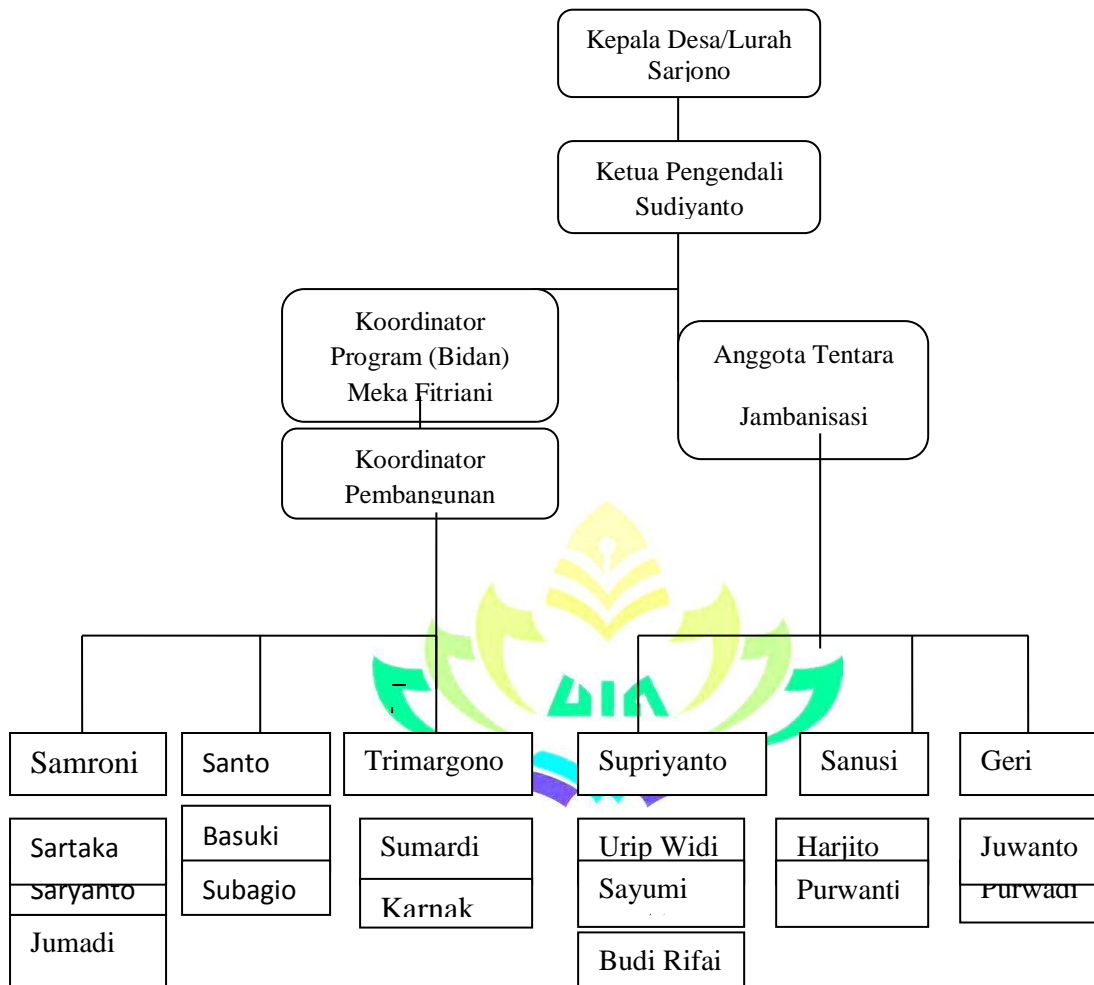 Kepala Desa/Lurah
Sarjono
Ketua Pengendali
Sudiyanto
Koordinator
Program (Bidan)
Meka Fitriani
Anggota Tentara
Jambanisasi
Koordinator
Pembangunan
Samroni
Santo
Trimargono
Supriyanto
Sanusi
Geri
Sartaka
Saryanto
Jumadi
Basuki
Subagio
Sumardi
Karnak
Urip Widi
Sayumi
Budi Rifai
Harjito
Purwanti
Juwanto
Purwadi